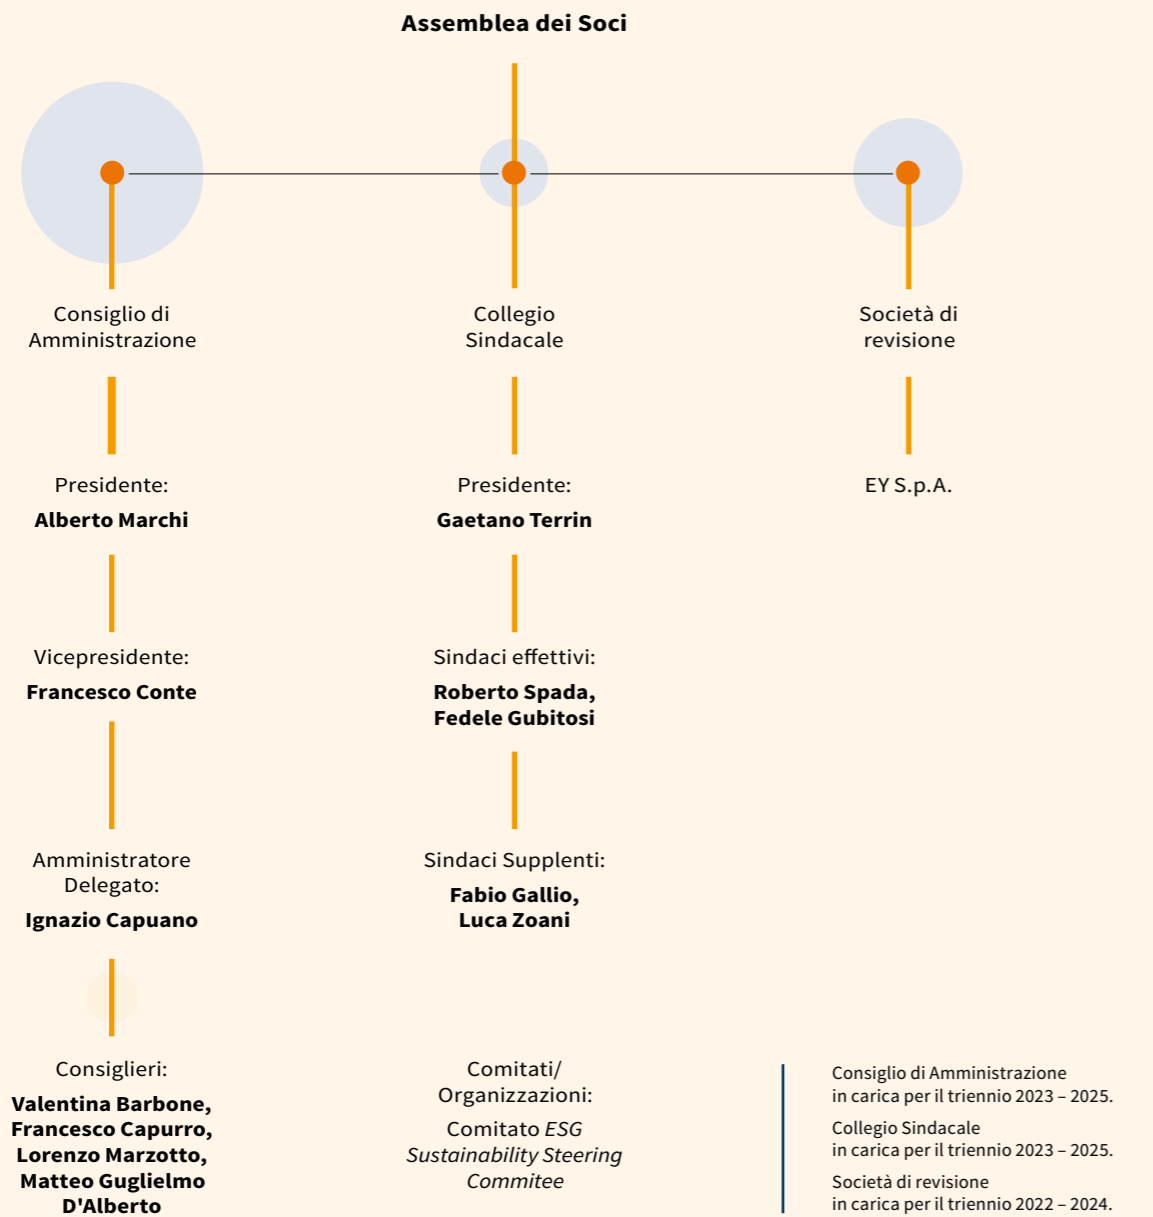 Assemblea dei Soci
Consiglio di
Amministrazione
Presidente:
Alberto Marchi
Vicepresidente:
Francesco Conte
Amministratore
Delegato:
Ignazio Capuano
Consiglieri:
Valentina Barbone,
Francesco Capurro,
Lorenzo Marzotto,
Matteo Guglielmo
D'Alberto
Collegio
Sindacale
Presidente:
Gaetano Terrin
Sindaci effettivi:
Roberto Spada,
Fedele Gubitosi
Sindaci Supplenti:
Fabio Gallio,
Luca Zoani
Comitati/
Organizzazioni:
Comitato ESG
Sustainability Steering
Commitee
Società di
revisione
EY S.p.A.
Consiglio di Amministrazione
in carica per il triennio 2023 – 2025.
Collegio Sindacale
in carica per il triennio 2023 – 2025.
Società di revisione
in carica per il triennio 2022 – 2024.